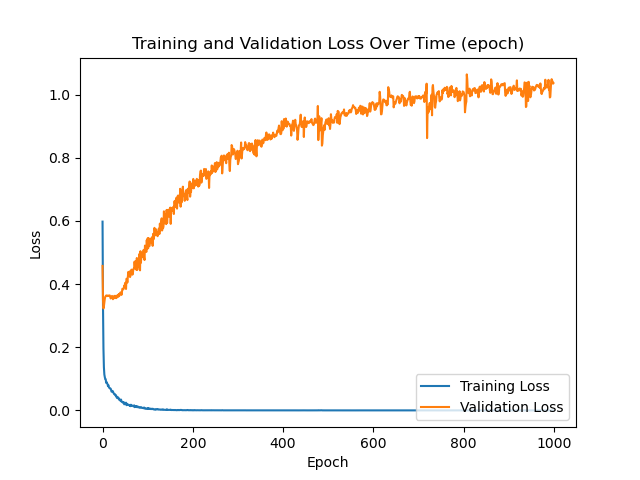 Training and Validation Loss Over Time (epoch)
Loss
1.0
0.8
0.6
0.4
0.2
0.0
Training Loss
Validation Loss
0
200
400
600
800
1000
Epoch